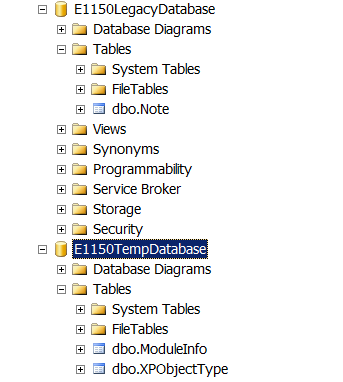 E1150LegacyDatabase
Database Diagrams
Tables
System Tables
FileTables
dbo.Note
Views
Synonyms
Programmability
Service Broker
Storage
Security
E1150TempDatabase
Database Diagrams
Tables
System Tables
FileTables
dbo.ModuleInfo
dbo.XPObjectType